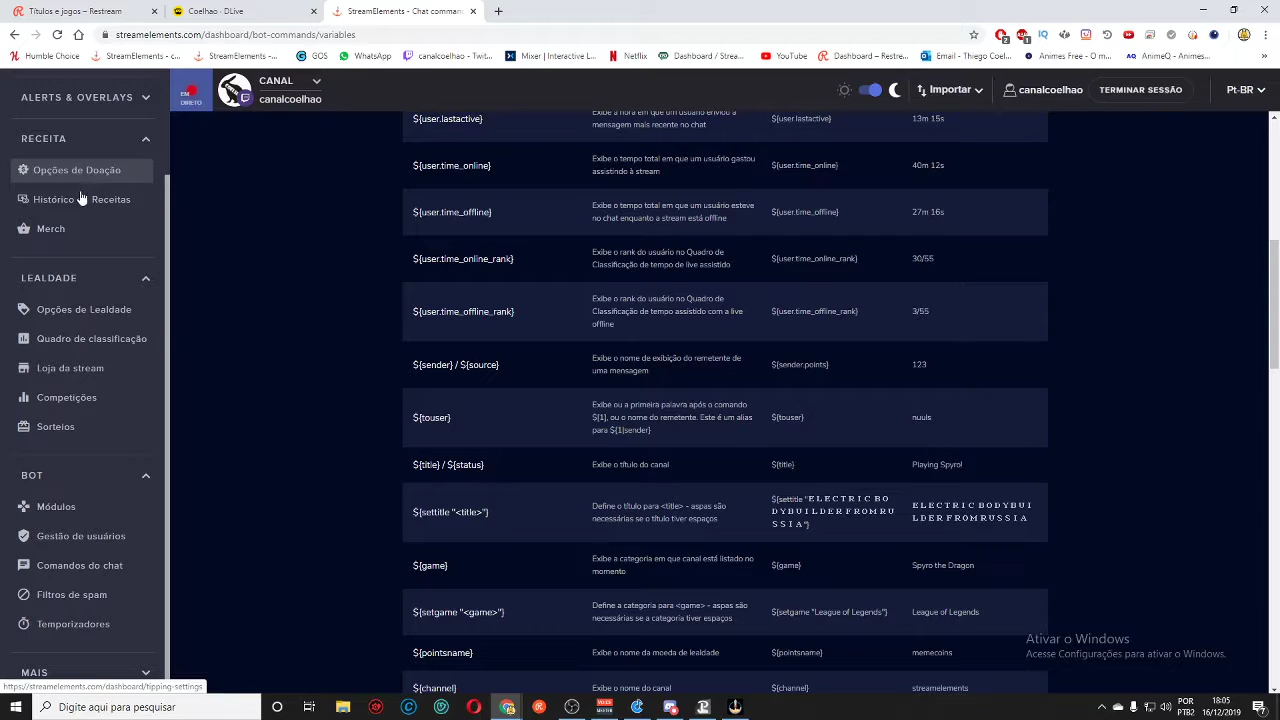 Títulos e jogos - Restream
Coelhao - Live
StreamElements - Chat comman
streamelements.com/dashboard/bot-commands/variables
Humble Bundle
StreamElements - ...
StreamElements - ...
GOG
WhatsApp
canalcoelhao - Twit...
Mixer | Interactive L...
Netflix
Dashboard / Stream...
YouTube
Dashboard – Restre...
Email – Thiago Coel...
Animes Free - O m...
AnimeQ - Animes...
ALERTS & OVERLAYS
EM DIRETO
CANAL
canalcoelhao
Importar
canalcoelhao
TERMINAR SESSÃO
Pt-BR
RECEITA
Opções de Doação
Histórico
Receitas
Merch
LEALDADE
Opções de Lealdade
Quadro de classificação
Loja da stream
Competições
Sorteios
BOT
Módulos
Gestão de usuários
Comandos do chat
Filtros de spam
Temporizadores
MAIS
${user.lastactive}
Exibe a hora em que um usuário enviou a
mensagem mais recente no chat
${user.lastactive}
13m 15s
${user.time_online}
Exibe o tempo total em que um usuário gastou
assistindo à stream
${user.time_online}
40m 12s
${user.time_offline}
Exibe o tempo total em que um usuário esteve
no chat enquanto a stream está offline
${user.time_offline}
27m 16s
${user.time_online_rank}
Exibe o rank do usuário no Quadro de
Classificação de tempo de live assistido
${user.time_online_rank}
30/55
${user.time_offline_rank}
Exibe o rank do usuário no Quadro de
Classificação de tempo assistido com a live
offline
${user.time_offline_rank}
3/55
${sender} / ${source}
Exibe o nome de exibição do remetente de
uma mensagem
${sender.points}
123
${touser}
Exibe ou a primeira palavra após o comando
$[1], ou o nome do remetente. Este é um alias
para ${1|sender}
${touser}
nuuls
${title} / ${status}
Exibe o título do canal
${title}
Playing Spyro!
${settitle "<title>"}
Define o título para <title> - aspas são
necessárias se o título tiver espaços
${settitle "E L E C T R I C B O
D Y B U I L D E R F R O M R U
S S I A"}
E L E C T R I C B O D Y B U I
L D E R F R O M R U S S I A
${game}
Exibe a categoria em que canal está listado no
momento
${game}
Spyro the Dragon
${setgame "<game>"}
Define a categoria para <game> - aspas são
necessárias se a categoria tiver espaços
${setgame "League of Legends"}
League of Legends
${pointsname}
Exibe o nome da moeda de lealdade
${pointsname}
memecoins
${channel}
Exibe o nome do canal
${channel}
streamelements
Ativar o Windows
Acesse Configurações para ativar o Windows.
https://streamelements.com/dashboard/tipping-settings
Digite aqui para pesquisar
POR
PTB2
18:05
16/12/2019